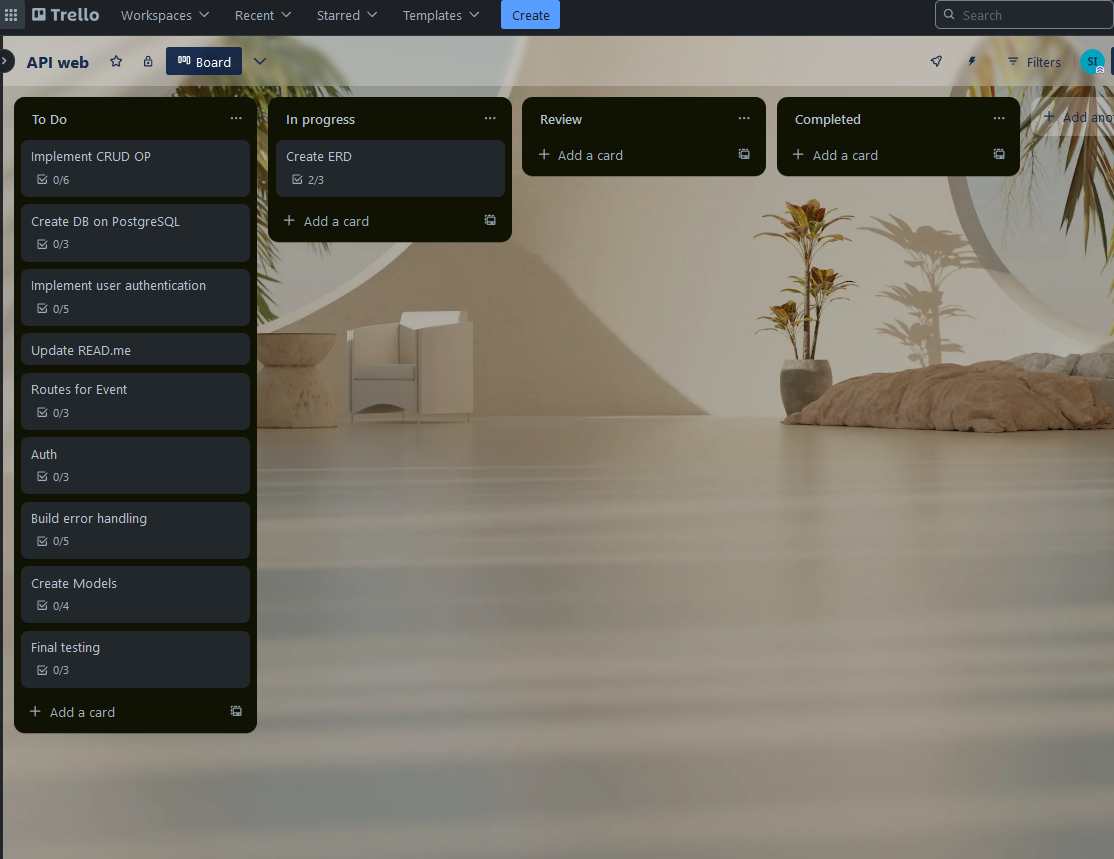 Trello Workspaces Recent Starred Templates Create Search
API web Board Filters SI
To Do
Implement CRUD OP
0/6
Create DB on PostgreSQL
0/3
Implement user authentication
0/5
Update READ.me
Routes for Event
0/3
Auth
0/3
Build error handling
0/5
Create Models
0/4
Final testing
0/3
Add a card
In progress
Create ERD
2/3
Add a card
Review
Add a card
Completed
Add a card
Add ano